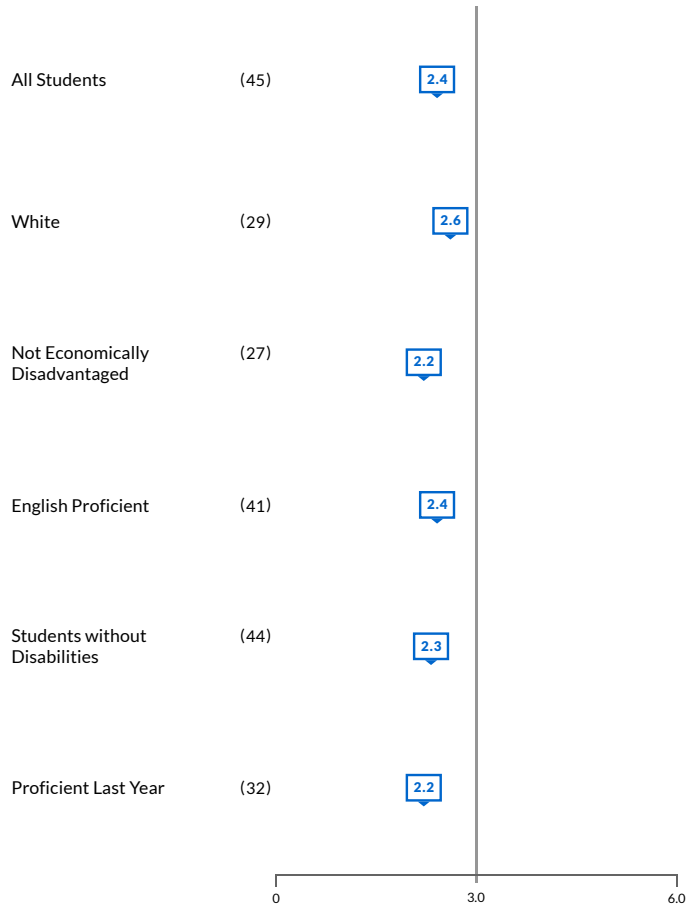 All Students (45) 2.4
White (29) 2.6
Not Economically (27) 2.2
Disadvantaged
English Proficient (41) 2.4
Students without (44) 2.3
Disabilities
Proficient Last Year (32) 2.2
0 3.0 6.0